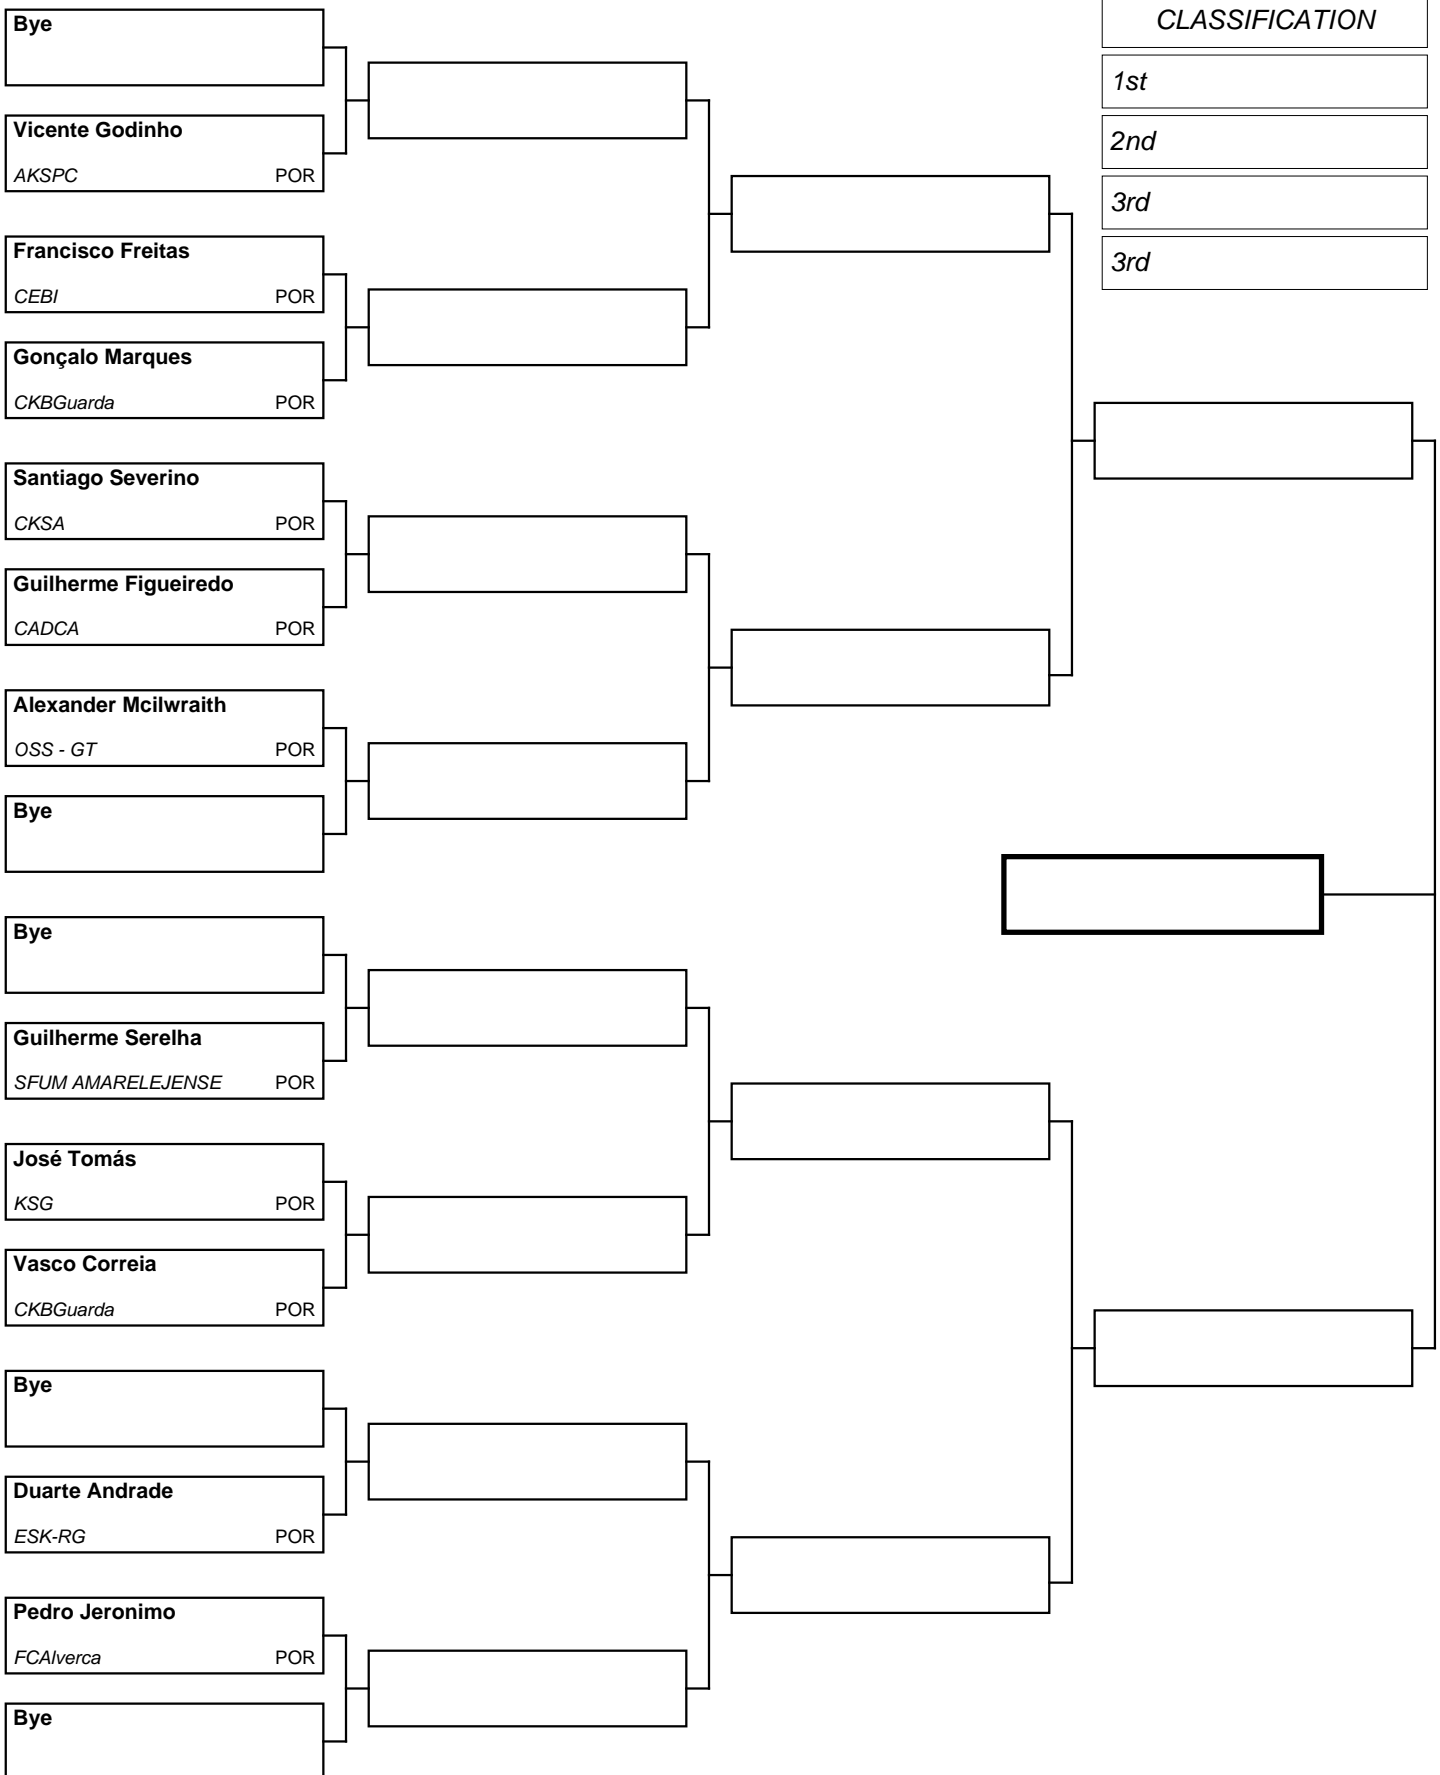 CLASSIFICATION
1st
2nd
3rd
3rd
Bye
Vicente Godinho
AKSPC POR
Francisco Freitas
CEBI POR
Gonçalo Marques
CKBGuarda POR
Santiago Severino
CKSA POR
Guilherme Figueiredo
CADCA POR
Alexander Mcilwraith
OSS - GT POR
Bye
Bye
Guilherme Serelha
SFUM AMARELEJENSE POR
José Tomás
KSG POR
Vasco Correia
CKBGuarda POR
Bye
Duarte Andrade
ESK-RG POR
Pedro Jeronimo
FCAlverca POR
Bye